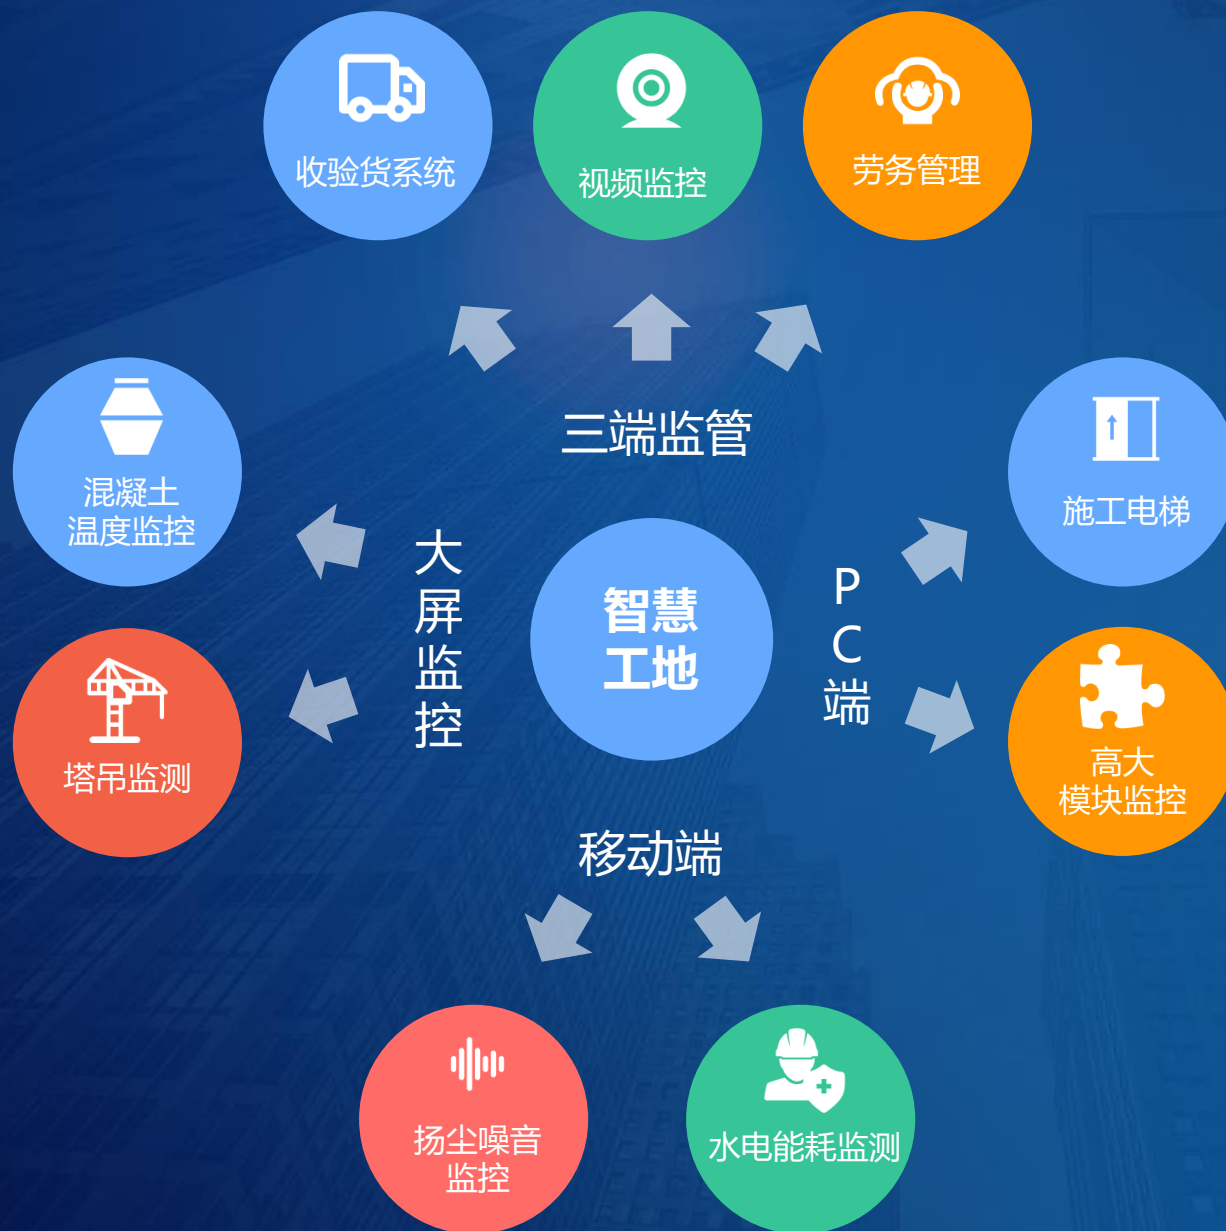 收验货系统
视频监控
劳务管理
三端监管
混凝土
温度监控
施工电梯
大屏监控
智慧
工地
PC端
塔吊监测
高大
模块监控
移动端
扬尘噪音
监控
水电能耗监测